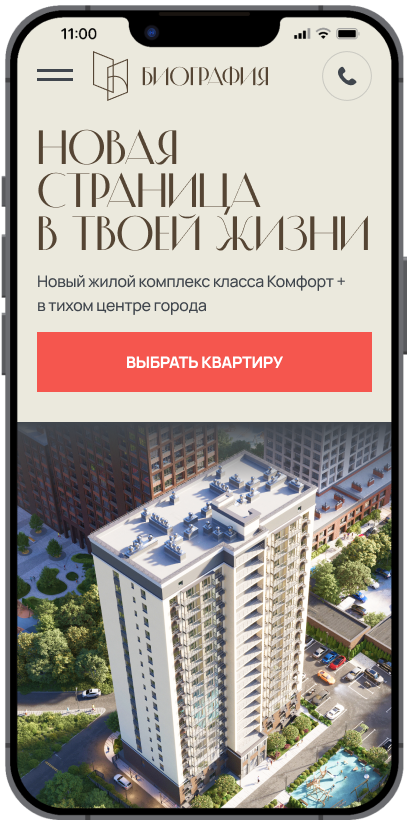 11:00
БИОГРАФИЯ
НОВАЯ
СТРАНИЦА
В ТВОЕЙ ЖИЗНИ
Новый жилой комплекс класса Комфорт +
в тихом центре города
ВЫБРАТЬ КВАРТИРУ